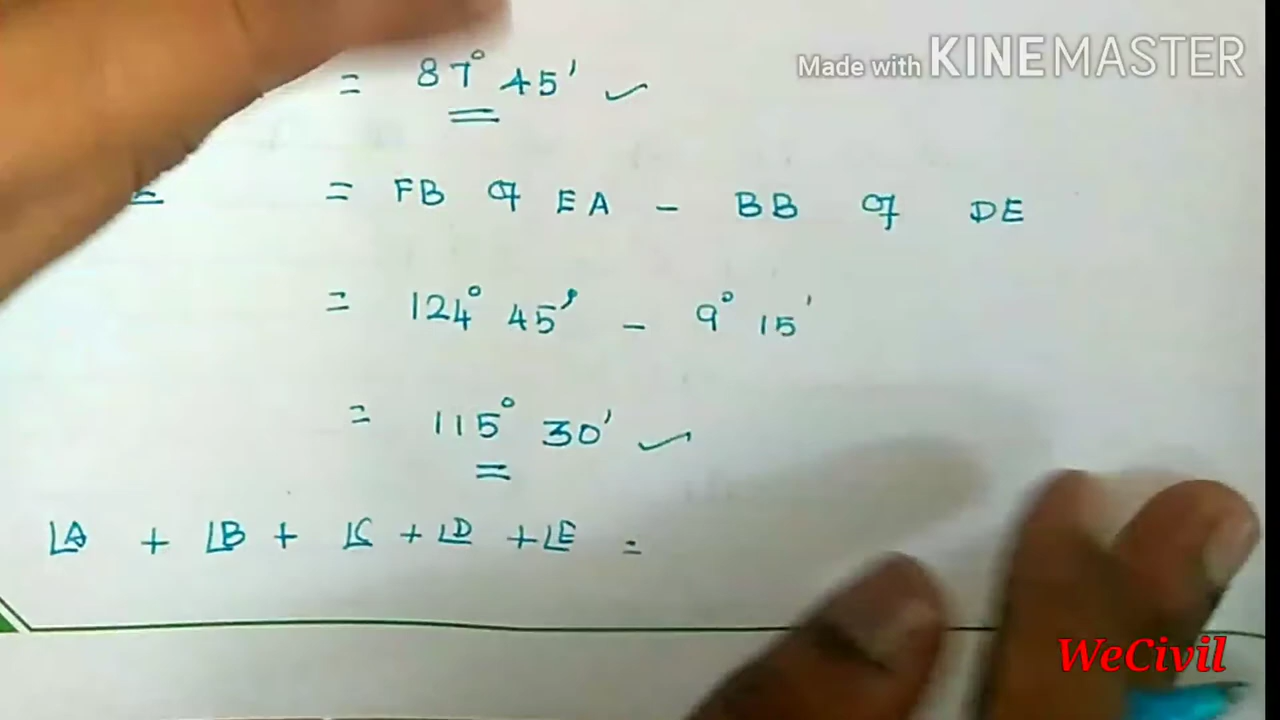 Made with KINEMASTER
= 87° 45' ✓
= FB of EA - BB of DE
= 124° 45' - 9° 15'
= 115° 30' ✓
∠A + ∠B + ∠C + ∠D + ∠E =
WeCivil